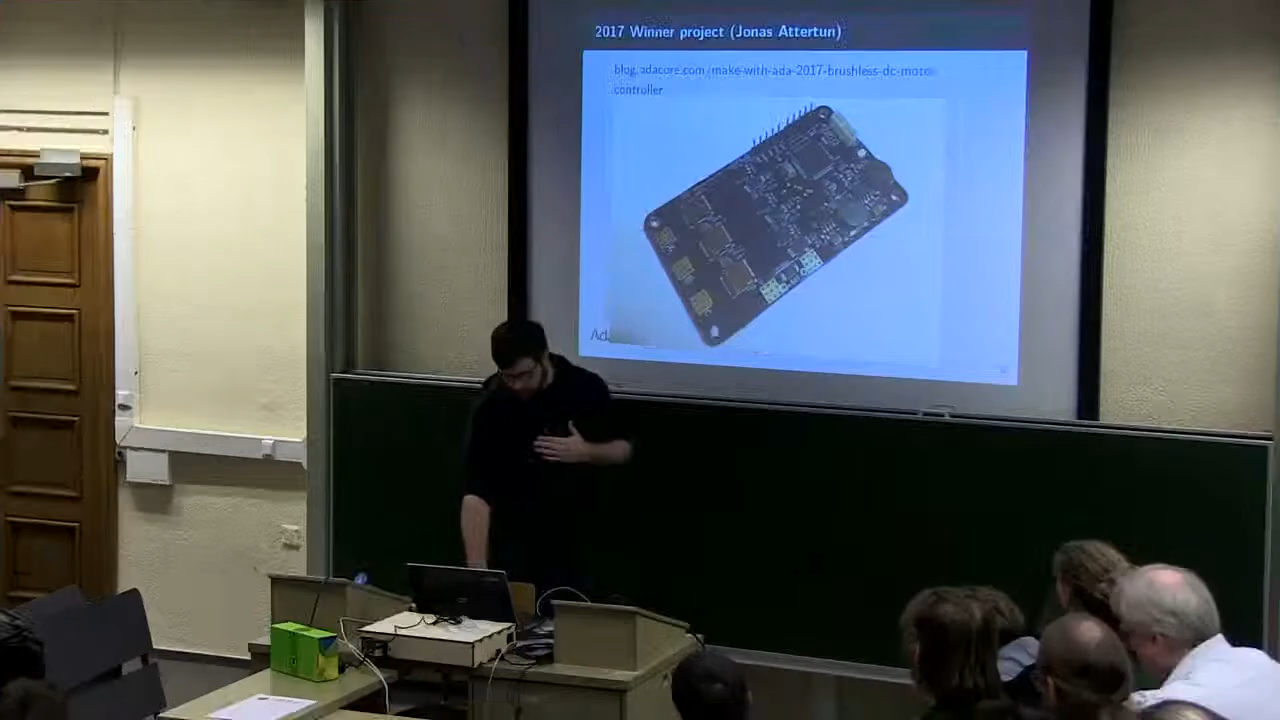 2017 Winner project (Jonas Attertun)
blog.adacore.com/make-with-ada-2017-brushless-dc-motor-
controller